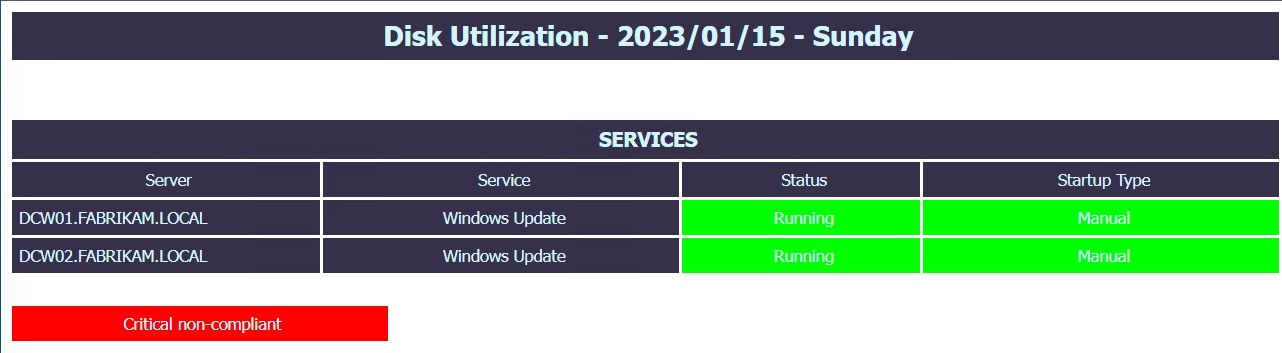 Disk Utilization - 2023/01/15 - Sunday
SERVICES
Server Service Status Startup Type
DCW01.FABRIKAM.LOCAL Windows Update Running Manual
DCW02.FABRIKAM.LOCAL Windows Update Running Manual
Critical non-compliant